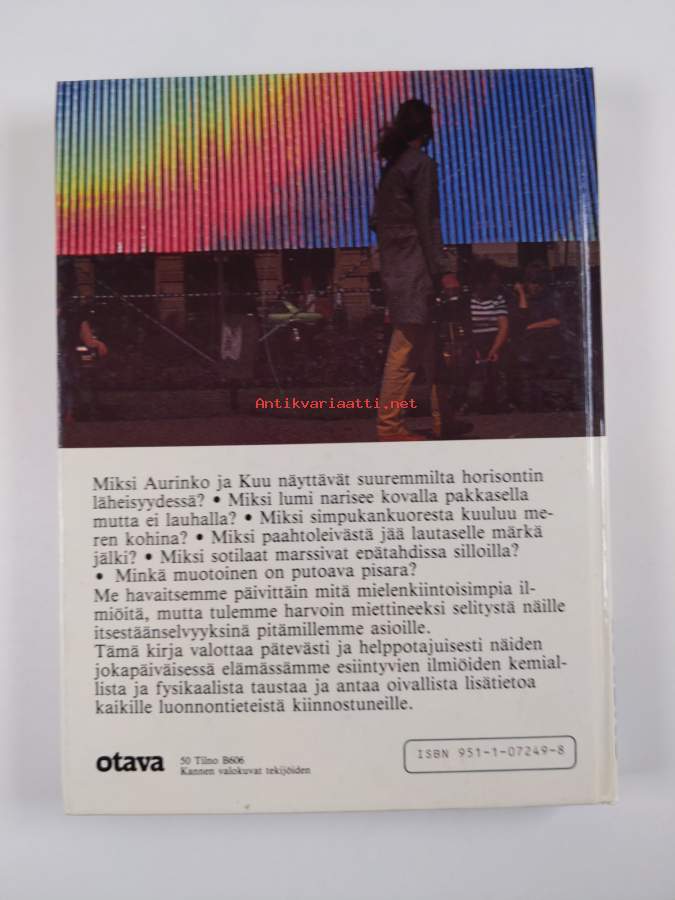 Antikvariaatti.net
Miksi Aurinko ja Kuu näyttävät suuremmilta horisontin
läheisyydessä? • Miksi lumi narisee kovalla pakkasella
mutta ei lauhalla? • Miksi simpukankuoresta kuuluu me-
ren kohina? • Miksi paahtoleivästä jää lautaselle märkä
jälki? • Miksi sotilaat marssivat epätahdissa silloilla?
• Minkä muotoinen on putoava pisara?
Me havaitsemme päivittäin mitä mielenkiintoisimpia il-
miöitä, mutta tulemme harvoin miettineeksi selitystä näille
itsestäänselvyyksinä pitämillemme asioille.
Tämä kirja valottaa pätevästi ja helppotajuisesti näiden
jokapäiväisessä elämässämme esiintyvien ilmiöiden kemial-
lista ja fysikaalista taustaa ja antaa oivallista lisätietoa
kaikille luonnontieteistä kiinnostuneille.
otava
50 Tilno B606
Kannen valokuvat tekijöiden
ISBN 951-1-07249-8